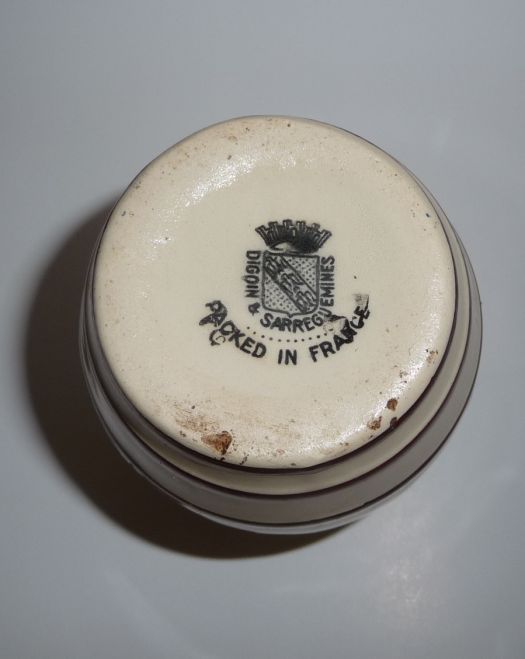 DIGOIN & SARREGUEMINES
PACKED IN FRANCE